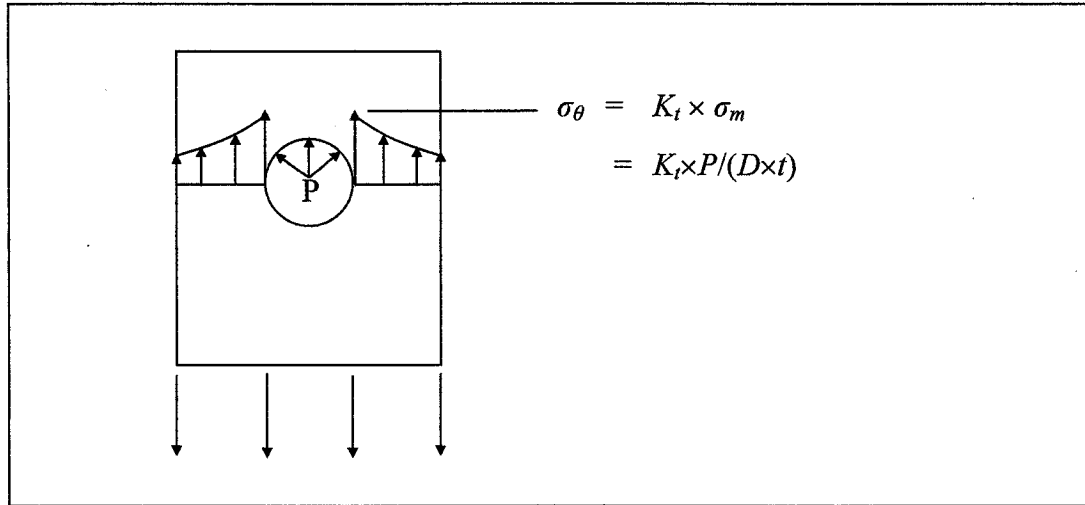 σθ = Kt × σm
= Kt×P/(D×t)
P